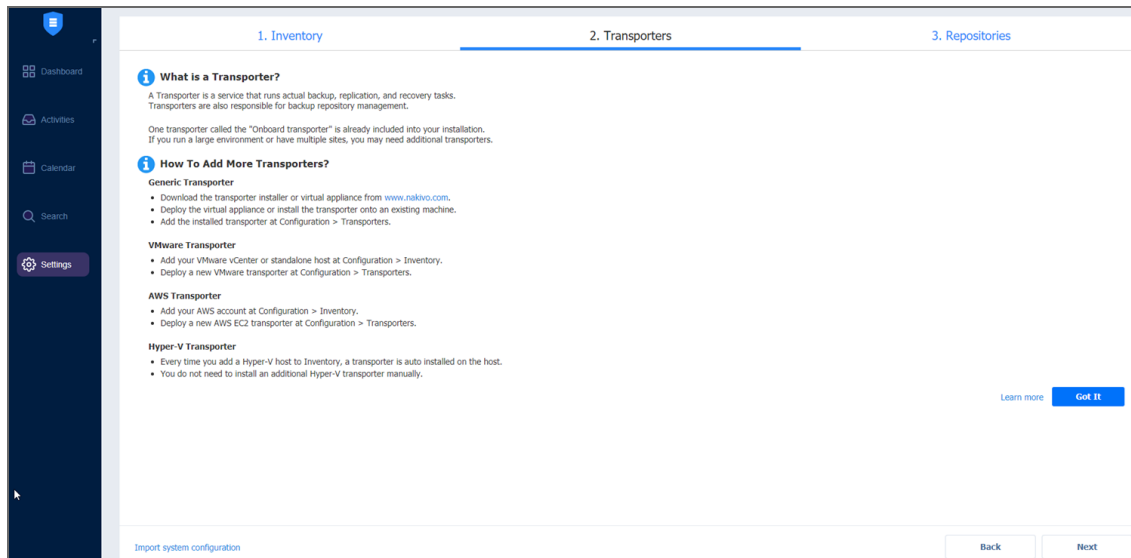 1. Inventory
2. Transporters
3. Repositories
Dashboard
Activities
Calendar
Search
Settings
What is a Transporter?
A Transporter is a service that runs actual backup, replication, and recovery tasks.
Transporters are also responsible for backup repository management.
One transporter called the "Onboard transporter" is already included into your installation.
If you run a large environment or have multiple sites, you may need additional transporters.
How To Add More Transporters?
Generic Transporter
• Download the transporter installer or virtual appliance from www.nakivo.com.
• Deploy the virtual appliance or install the transporter onto an existing machine.
• Add the installed transporter at Configuration > Transporters.
VMware Transporter
• Add your VMware vCenter or standalone host at Configuration > Inventory.
• Deploy a new VMware transporter at Configuration > Transporters.
AWS Transporter
• Add your AWS account at Configuration > Inventory.
• Deploy a new AWS EC2 transporter at Configuration > Transporters.
Hyper-V Transporter
• Every time you add a Hyper-V host to Inventory, a transporter is auto installed on the host.
• You do not need to install an additional Hyper-V transporter manually.
Learn more
Got It
Import system configuration
Back
Next